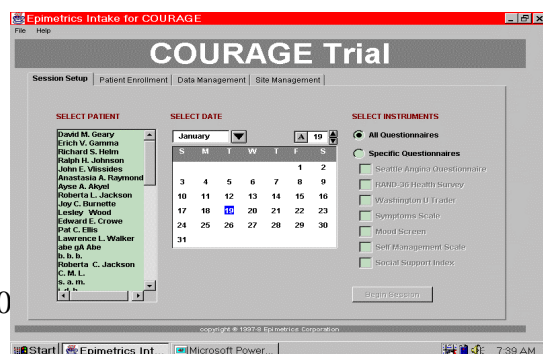 Epimetrics Intake for COURAGE
File Help
COURAGE Trial
Session Setup Patient Enrollment Data Management Site Management
SELECT PATIENT
David M. Geary
Erich V. Gamma
Richard S. Helm
Ralph H. Johnson
John E. Vlissides
Anastasia A. Raymond
Ayse A. Akyel
Roberta L. Jackson
Joy C. Burnette
Lesley Wood
Edward E. Crowe
Pat C. Ellis
Lawrence L. Walker
abe gA Abe
b. b. b.
Roberta C. Jackson
C. M. L.
s. a. m.
SELECT DATE
January A 19
S M T W T F S
1 2
3 4 5 6 7 8 9
10 11 12 13 14 15 16
17 18 19 20 21 22 23
24 25 26 27 28 29 30
31
SELECT INSTRUMENTS
All Questionnaires
Specific Questionnaires
Seattle Angina Questionnaire
RAND-36 Health Survey
Washington U Trader
Symptoms Scale
Mood Screen
Self-Management Scale
Social Support Index
Begin Session
0
copyright © 1997-8 Epimetrics Corporation
Start Epimetrics Int... Microsoft Power... 7:39 AM